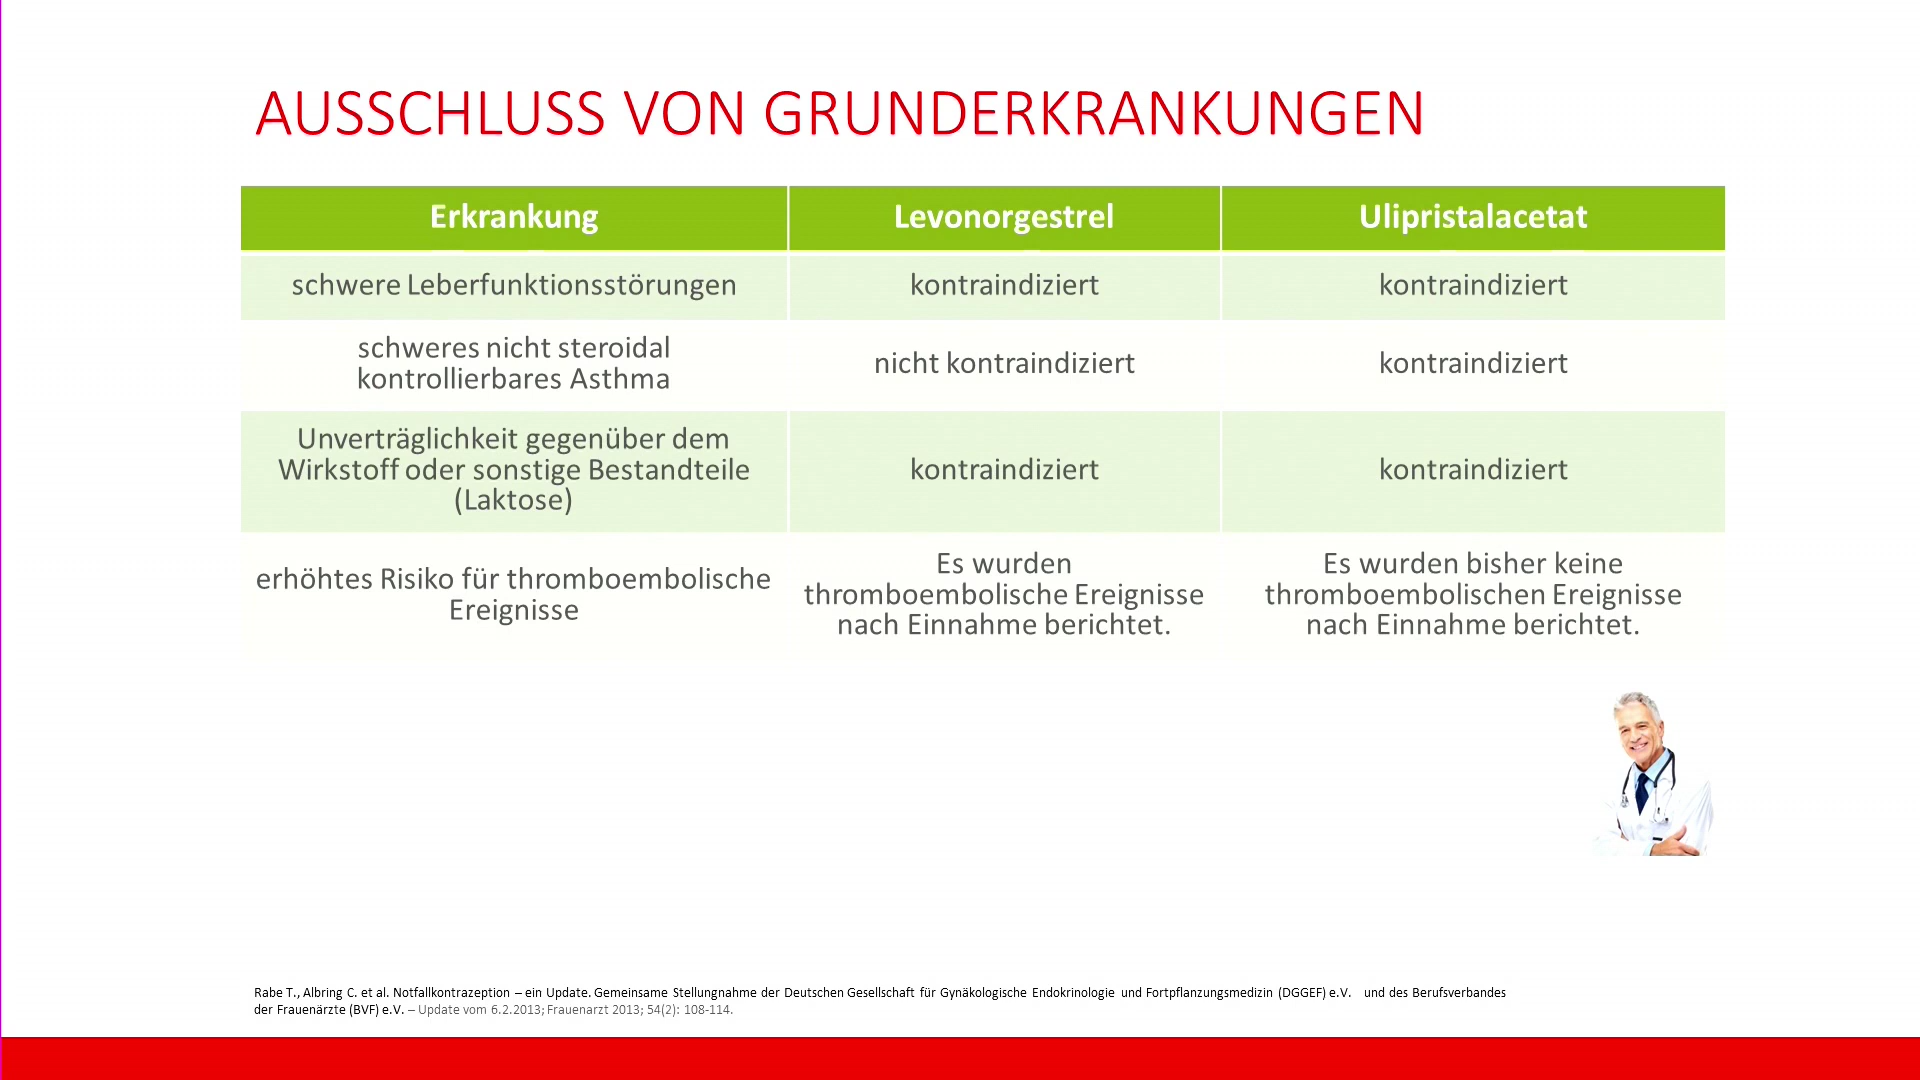 AUSSCHLUSS VON GRUNDERKRANKUNGEN
Erkrankung
Levonorgestrel
Ulipristalacetat
schwere Leberfunktionsstörungen
kontraindiziert
kontraindiziert
schweres nicht steroidal
kontrollierbares Asthma
nicht kontraindiziert
kontraindiziert
Unverträglichkeit gegenüber dem
Wirkstoff oder sonstige Bestandteile
(Laktose)
kontraindiziert
kontraindiziert
erhöhtes Risiko für thromboembolische
Ereignisse
Es wurden
thromboembolische Ereignisse
nach Einnahme berichtet.
Es wurden bisher keine
thromboembolischen Ereignisse
nach Einnahme berichtet.
Rabe T., Albring C. et al. Notfallkontrazeption – ein Update. Gemeinsame Stellungnahme der Deutschen Gesellschaft für Gynäkologische Endokrinologie und Fortpflanzungsmedizin (DGGEF) e.V. und des Berufsverbandes
der Frauenärzte (BVF) e.V. – Update vom 6.2.2013; Frauenarzt 2013; 54(2): 108-114.